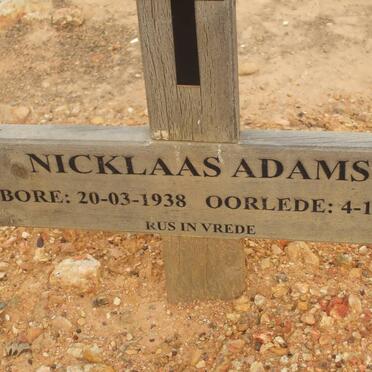 NICKLAAS ADAMS
BORE: 20-03-1938 OORLEDE: 4-1
RUS IN VREDE